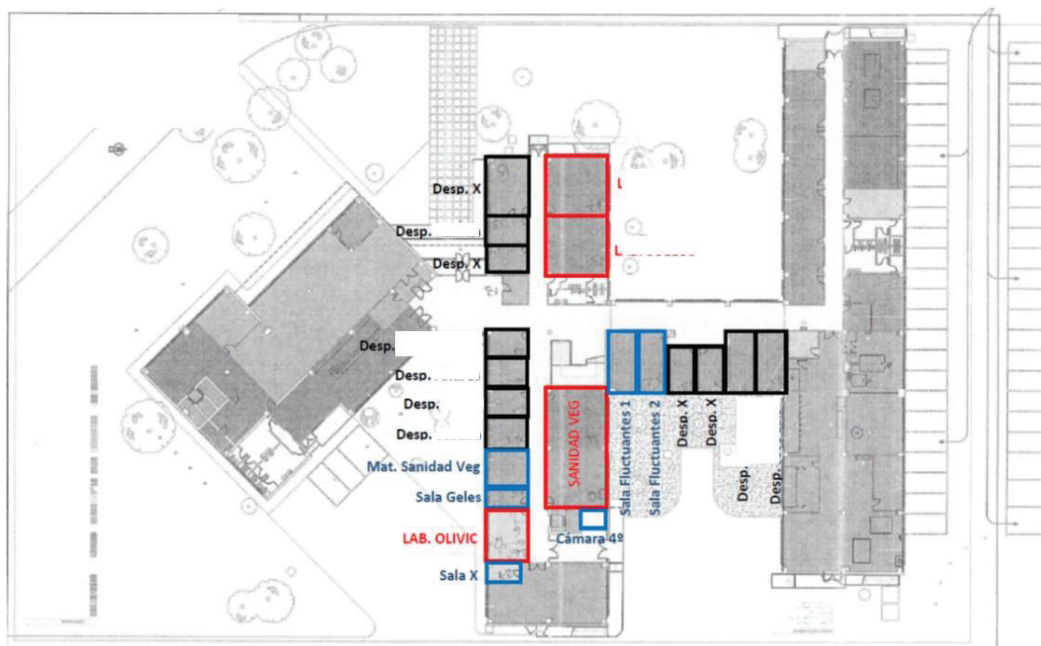 Desp. X
L
Desp.
L
Desp. X
Desp.
Desp.
Desp.
Desp.
Mat. Sanidad Veg
Sala Geles
LAB. OLIVIC
Sala X
SANIDAD VEG
Cámara 4º
Sala Fluctuantes 1
Sala Fluctuantes 2
Desp. X
Desp. X
Desp.
Desp.